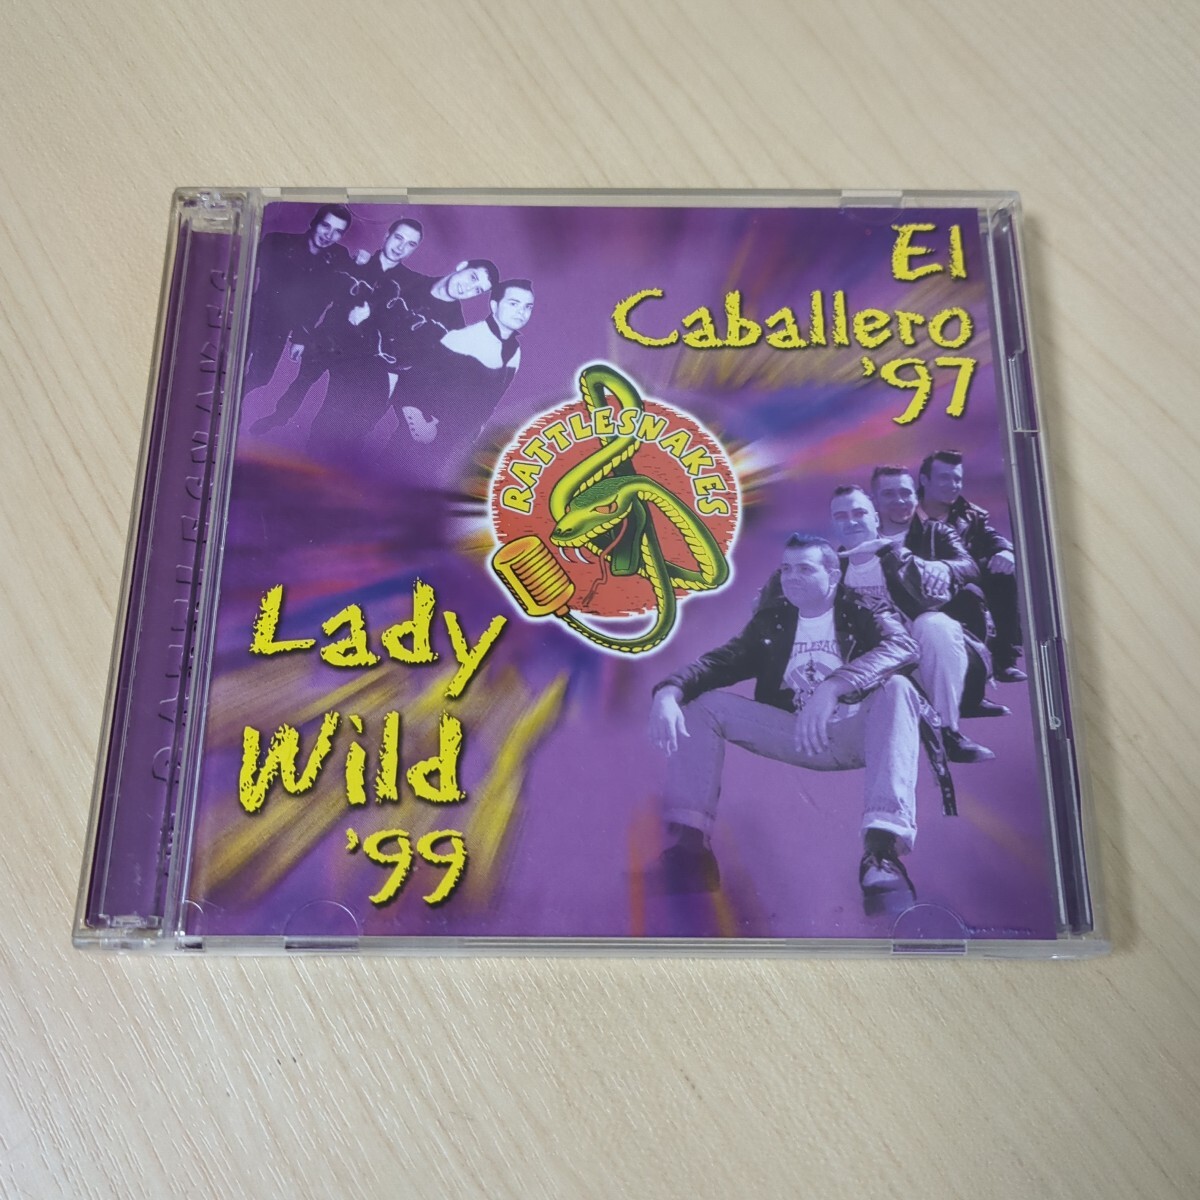 El
Caballero
'97
RATTLESNAKES
Lady
Wild
'99